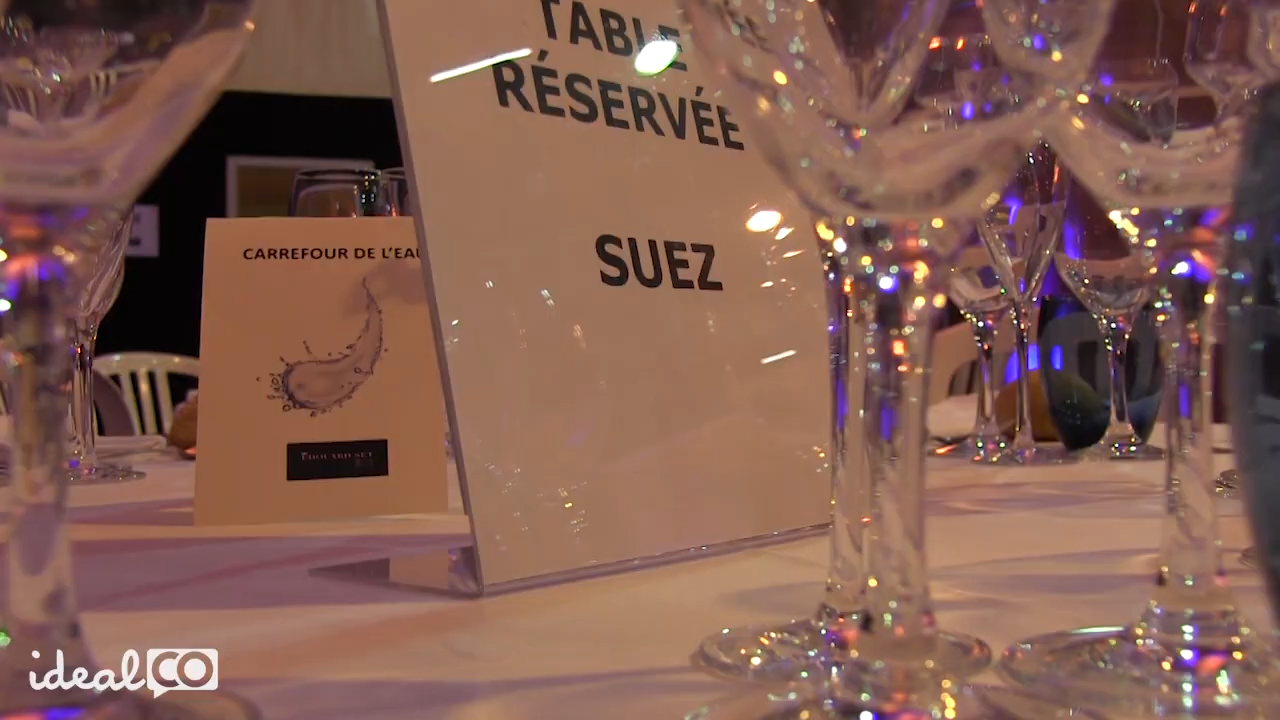 TABLE
RÉSERVÉE
SUEZ
CARREFOUR DE L'EAU
idealCO